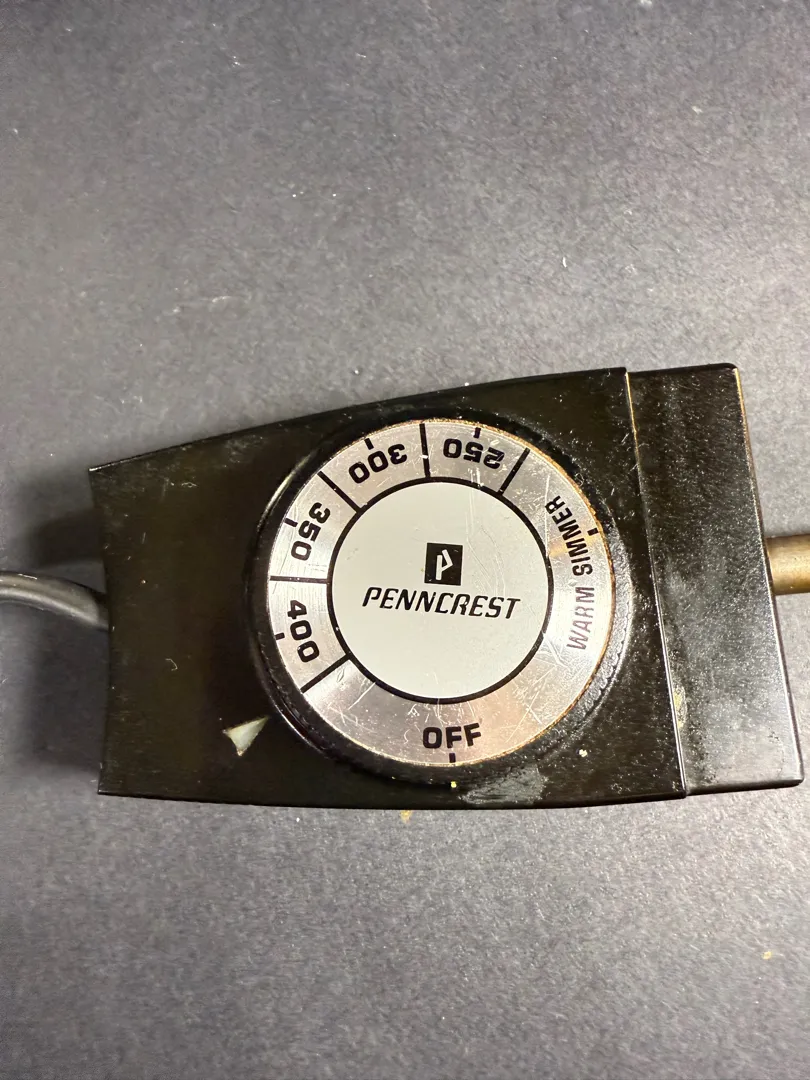 250
300
350
400
WARM SIMMER
P
PENNCREST
OFF